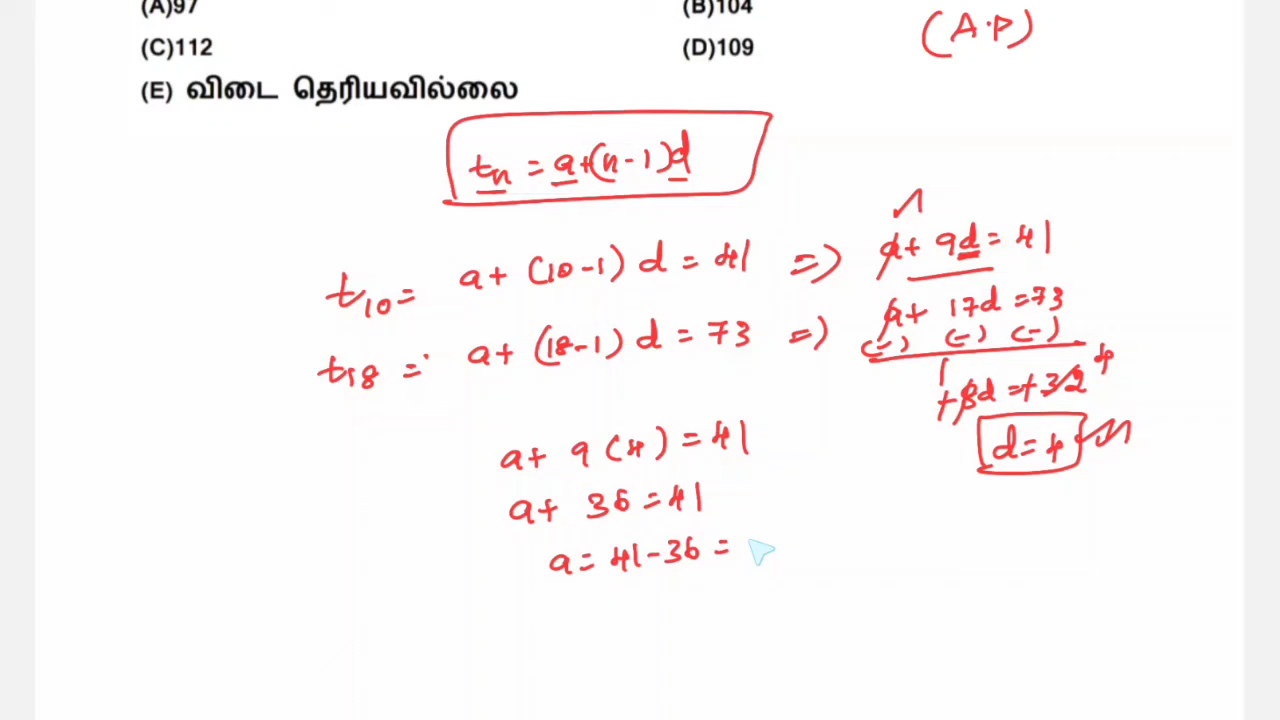 (A)97 (B)104
(A.P)
(C)112 (D)109
(E) விடை தெரியவில்லை
tn = a+(n-1)d
t10 = a+ (10-1) d = 41 => a+ 9d = 41
t18 = a+ (18-1) d = 73 => a+ 17d = 73
(-) (-) (-)
+8d = +32 4
d = 4
a+ 9 (4) = 41
a+ 36 = 41
a = 41-36 =